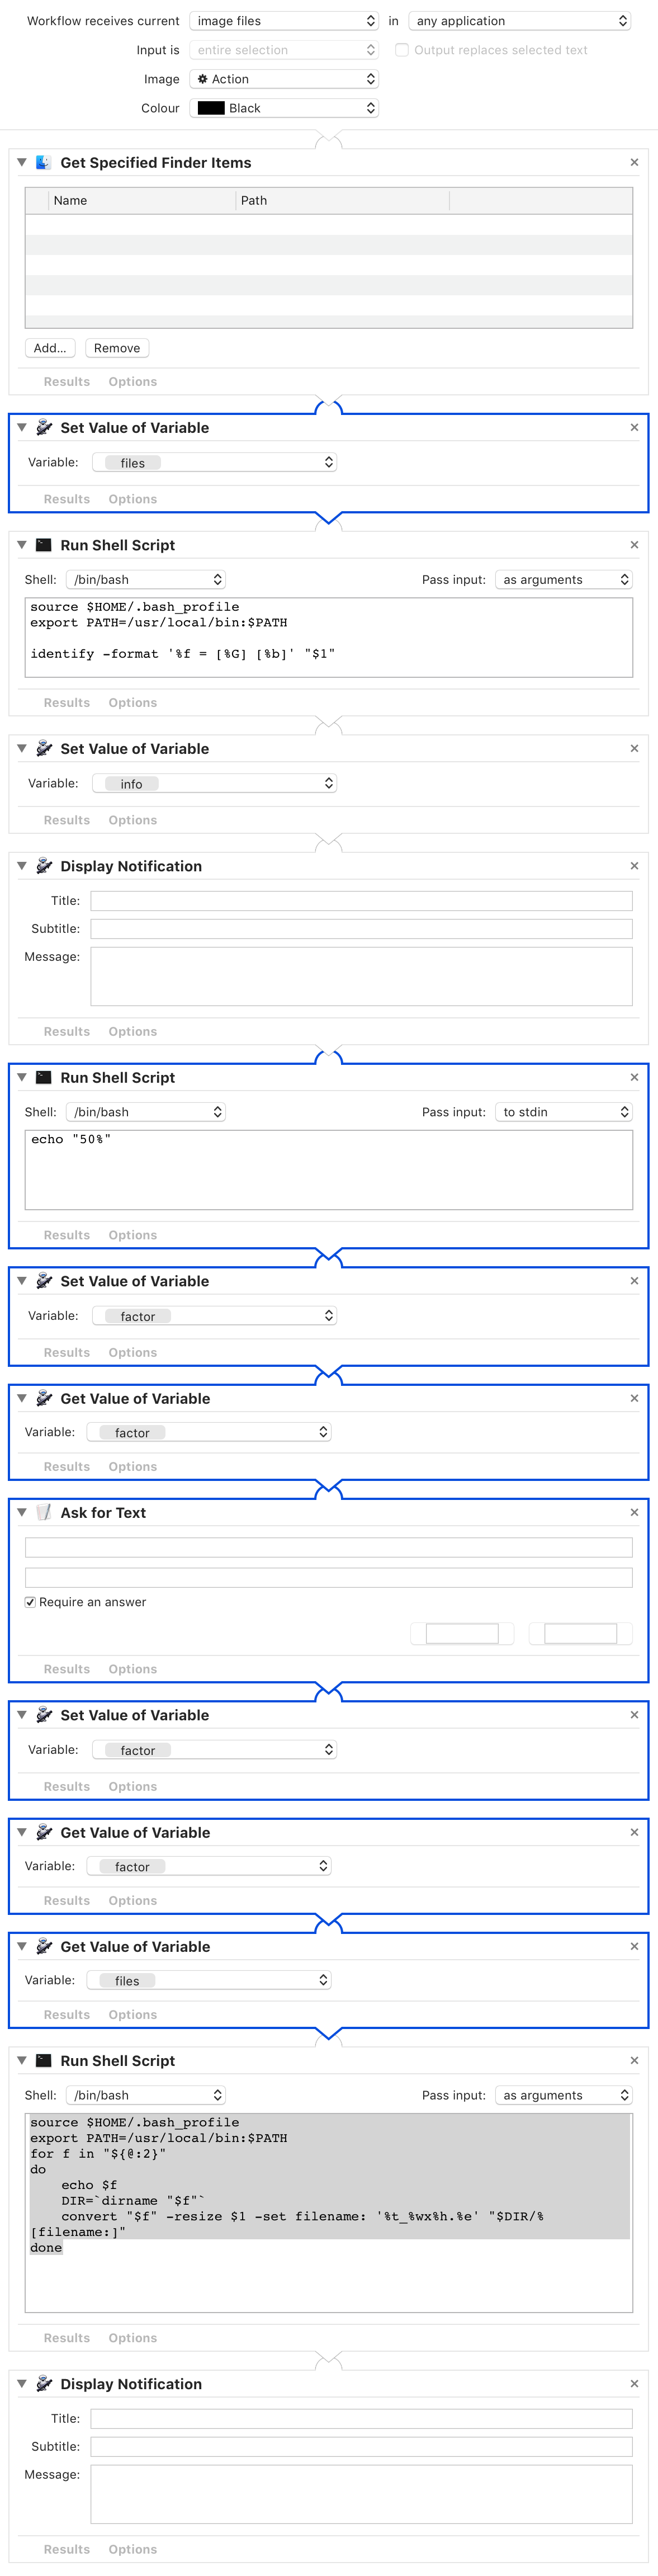 Workflow receives current image files in any application
Input is entire selection Output replaces selected text
Image Action
Colour Black
Get Specified Finder Items
Name Path
Add... Remove
Results Options
Set Value of Variable
Variable: files
Results Options
Run Shell Script
Shell: /bin/bash Pass input: as arguments
source $HOME/.bash_profile
export PATH=/usr/local/bin:$PATH
identify -format '%f = [%G] [%b]' "$1"
Results Options
Set Value of Variable
Variable: info
Results Options
Display Notification
Title:
Subtitle:
Message:
Results Options
Run Shell Script
Shell: /bin/bash Pass input: to stdin
echo "50%"
Results Options
Set Value of Variable
Variable: factor
Results Options
Get Value of Variable
Variable: factor
Results Options
Ask for Text
Require an answer
Results Options
Set Value of Variable
Variable: factor
Results Options
Get Value of Variable
Variable: factor
Results Options
Get Value of Variable
Variable: files
Results Options
Run Shell Script
Shell: /bin/bash Pass input: as arguments
source $HOME/.bash_profile
export PATH=/usr/local/bin:$PATH
for f in "${@:2}"
do
echo $f
DIR=`dirname "$f"`
convert "$f" -resize $1 -set filename: '%t_%wx%h.%e' "$DIR/%
[filename:]"
done
Results Options
Display Notification
Title:
Subtitle:
Message:
Results Options